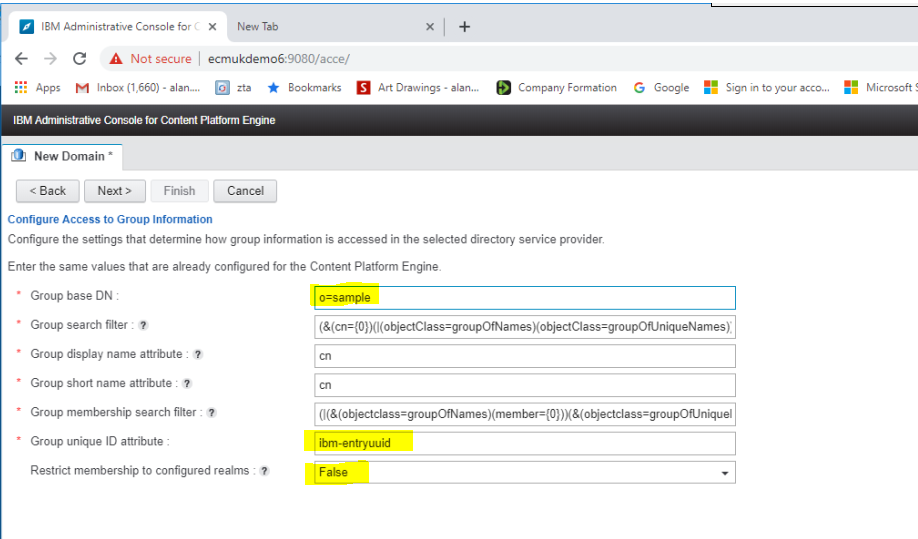 IBM Administrative Console for C
New Tab
Not secure ecmukdemo6:9080/acce/
Apps Inbox (1,660) - alan.... zta Bookmarks Art Drawings - alan... Company Formation Google Sign in to your acco... Microsoft S
IBM Administrative Console for Content Platform Engine
New Domain *
< Back Next > Finish Cancel
Configure Access to Group Information
Configure the settings that determine how group information is accessed in the selected directory service provider.
Enter the same values that are already configured for the Content Platform Engine.
* Group base DN : o=sample
* Group search filter : ? (&(cn={0})(|(objectClass=groupOfNames)(objectClass=groupOfUniqueNames))
* Group display name attribute : ? cn
* Group short name attribute : ? cn
* Group membership search filter : ? (|(&(objectclass=groupOfNames)(member={0}))(&(objectclass=groupOfUniquel
* Group unique ID attribute : ibm-entryuuid
Restrict membership to configured realms : ? False